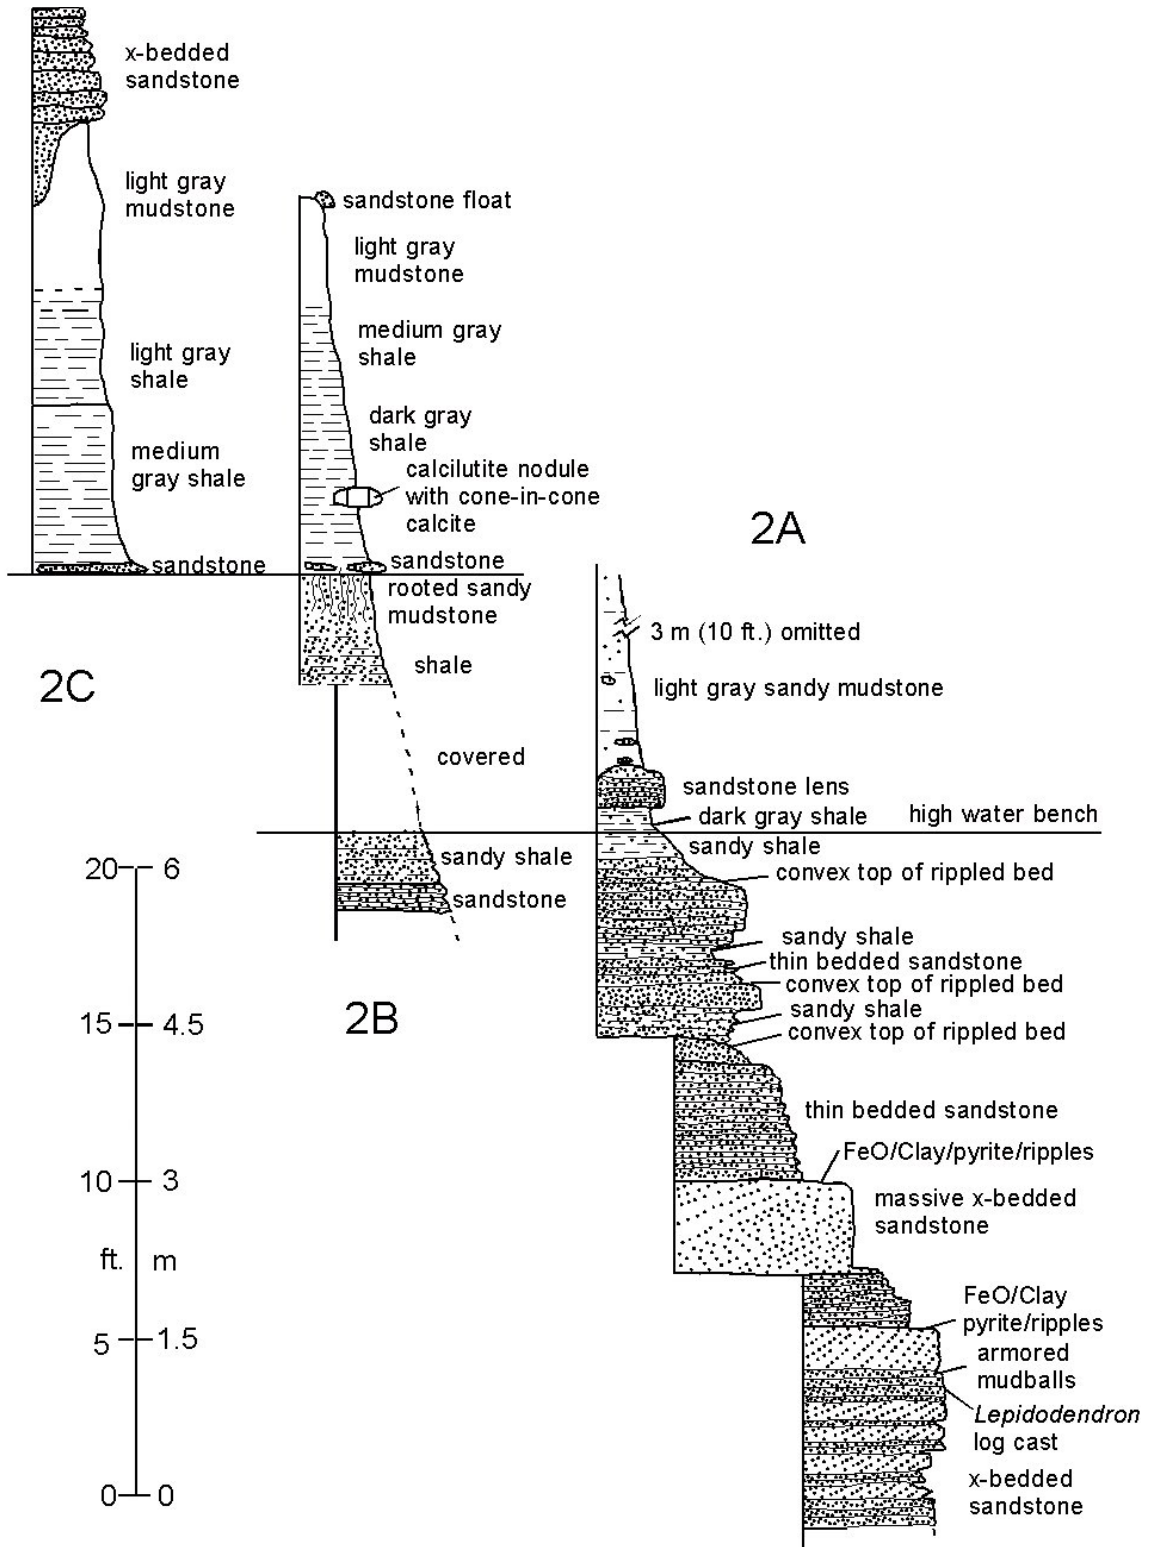 x-bedded
sandstone
light gray
mudstone
light gray
shale
medium
gray shale
sandstone
2C
sandstone float
light gray
mudstone
medium gray
shale
dark gray
shale
calcilutite nodule
with cone-in-cone
calcite
sandstone
rooted sandy
mudstone
shale
covered
sandy shale
sandstone
2B
2A
3 m (10 ft.) omitted
light gray sandy mudstone
sandstone lens
dark gray shale
high water bench
sandy shale
convex top of rippled bed
sandy shale
thin bedded sandstone
convex top of rippled bed
sandy shale
convex top of rippled bed
thin bedded sandstone
FeO/Clay/pyrite/ripples
massive x-bedded
sandstone
FeO/Clay
pyrite/ripples
armored
mudballs
Lepidodendron
log cast
x-bedded
sandstone
20 6
15 4.5
10 3
ft. m
5 1.5
0 0